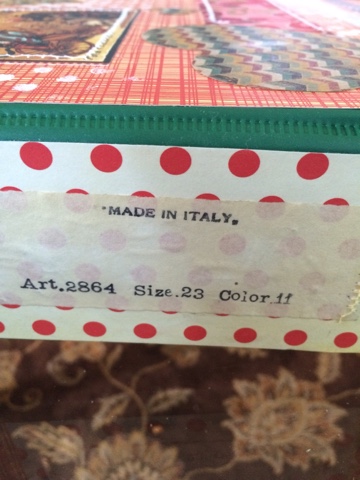 "MADE IN ITALY„
Art.2864 Size.23 Color.11